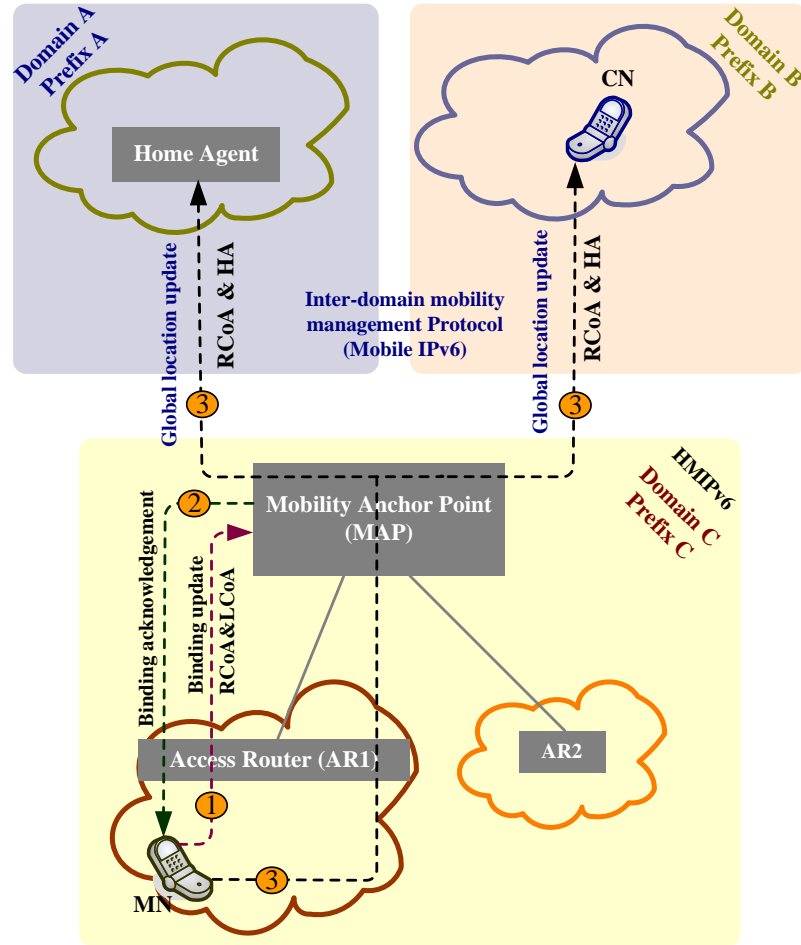 Domain A
Prefix A
Home Agent
Global location update
RCoA & HA
CN
Domain B
Prefix B
Global location update
RCoA & HA
Inter-domain mobility
management Protocol
(Mobile IPv6)
3
3
HMIPv6
Domain C
Prefix C
Mobility Anchor Point
(MAP)
2
Binding acknowledgement
Binding update
RCoA&LCoA
Access Router (AR1)
AR2
1
3
MN